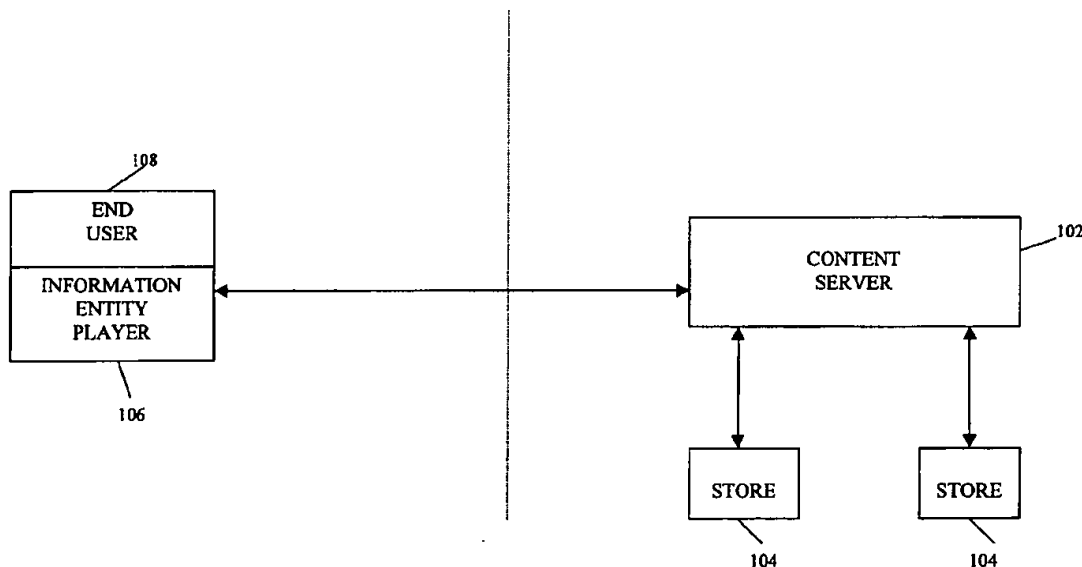 108
END
USER
INFORMATION
ENTITY
PLAYER
106
102
CONTENT
SERVER
STORE
STORE
104
104